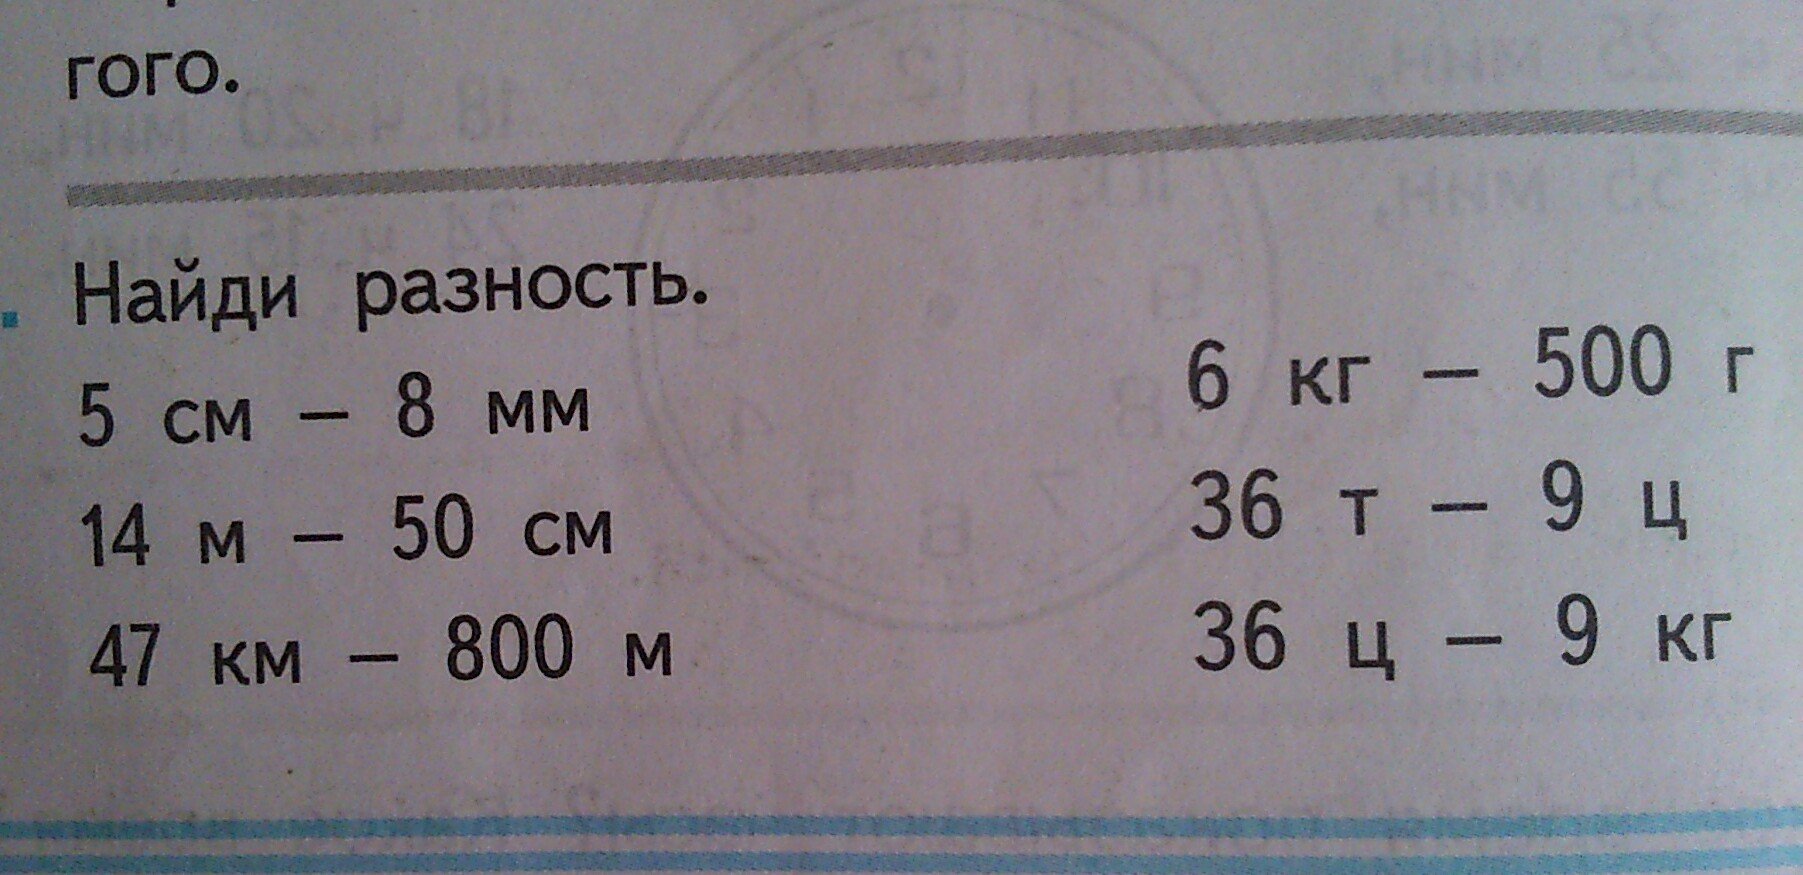 гого.
Найди разность.
5 см – 8 мм
14 м – 50 см
47 км – 800 м
6 кг – 500 г
36 т – 9 ц
36 ц – 9 кг